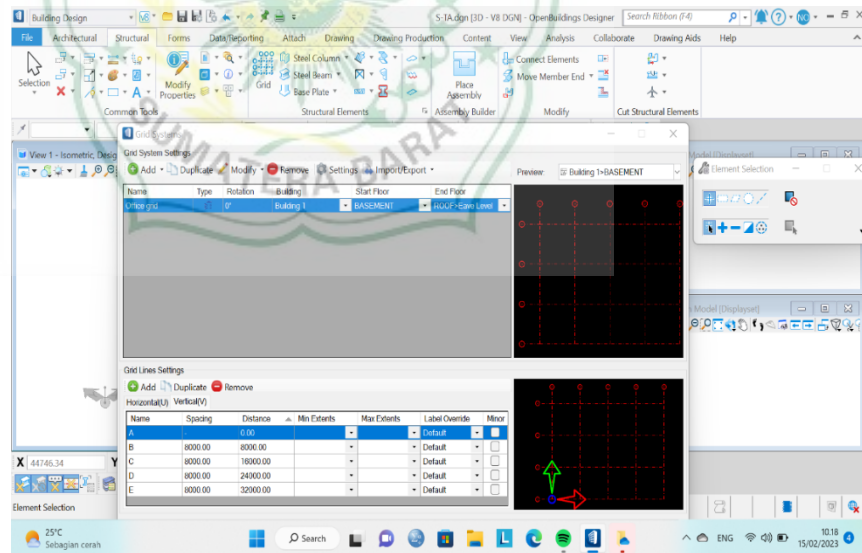 Building Design
S-1A.dgn [3D - V8 DGN] - OpenBuildings Designer
Search Ribbon (F4)
File Architectural Structural Forms Data/Reporting Attach Drawing Drawing Production Content View Analysis Collaborate Drawing Aids Help
Selection
Modify Properties
Grid
Steel Column
Steel Beam
Base Plate
Place Assembly
Connect Elements
Move Member End
Common Tools Structural Elements Assembly Builder Modify Cut Structural Elements
SUMATERA BARAT
Grid Systems
View 1 - Isometric, Desig
Grid System Settings
Add Duplicate Modify Remove Settings Import/Export
Preview Building 1>BASEMENT
Element Selection
Name Type Rotation Building Start Floor End Floor
Office grid 0° Building 1 BASEMENT ROOF>Eave Level
Model [Displayset]
Grid Lines Settings
Add Duplicate Remove
Horizontal(U) Vertical(V)
Name Spacing Distance Min Extents Max Extents Label Override Minor
A - 0.00 Default
B 8000.00 8000.00 Default
C 8000.00 16000.00 Default
D 8000.00 24000.00 Default
E 8000.00 32000.00 Default
X 44746.34 Y
Element Selection
25°C
Sebagian cerah
Search
ENG
10.18
15/02/2023